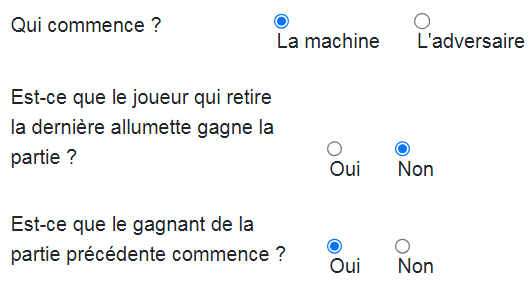 Qui commence ?
La machine L'adversaire
Est-ce que le joueur qui retire
la dernière allumette gagne la
partie ?
Oui Non
Est-ce que le gagnant de la
partie précédente commence ?
Oui Non